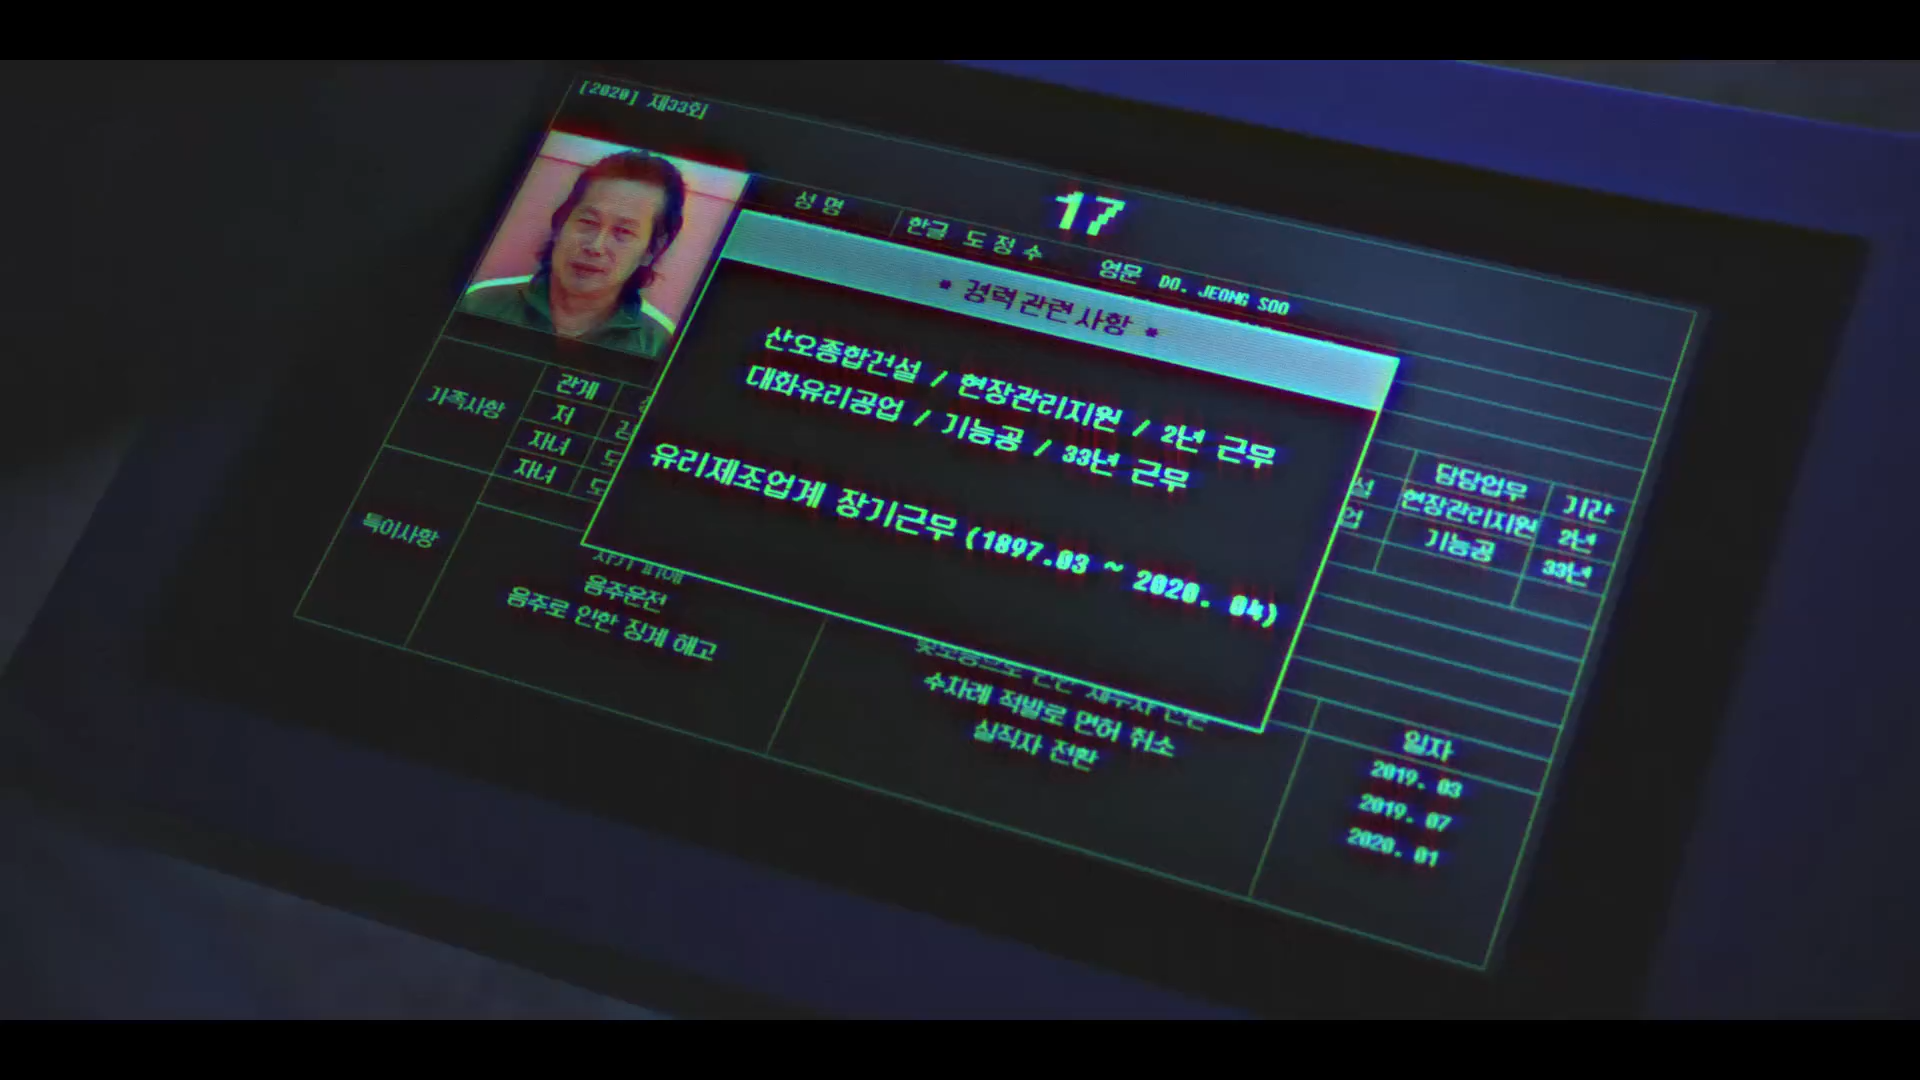 [2020] 제33회
17
성 명
한글 도 정 수 영문 DO. JEONG SOO
* 경력관련사항 *
산오종합건설 / 현장관리지원 / 2년 근무
대화유리공업 / 기능공 / 33년 근무
유리제조업계 장기근무 (1897.03 ~ 2020. 04)
가족사항
관계
저
자녀
자녀
담당업무 기간
현장관리지원 2년
기능공 33년
특이사항
음주운전
음주로 인한 징계 해고
수차례 적발로 면허 취소
실직자 전환
일자
2019. 03
2019. 07
2020. 01